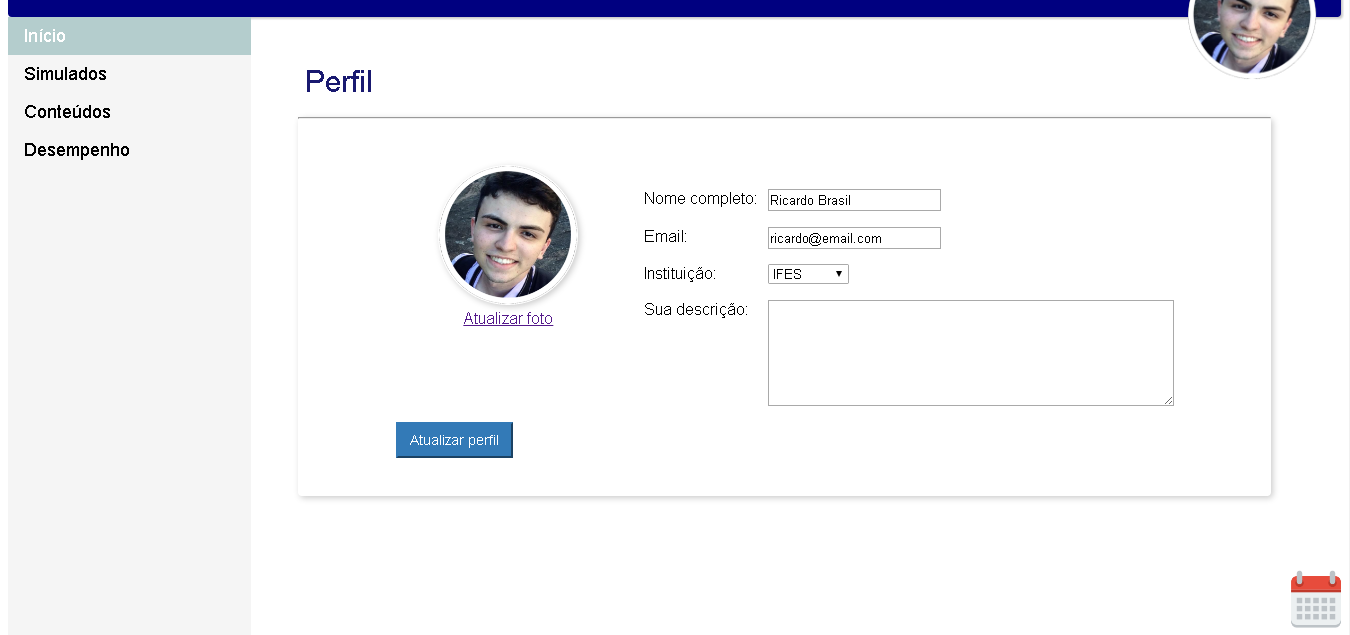 Início
Simulados
Conteúdos
Desempenho
Perfil
Atualizar foto
Nome completo: Ricardo Brasil
Email: ricardo@email.com
Instituição: IFES
Sua descrição:
Atualizar perfil